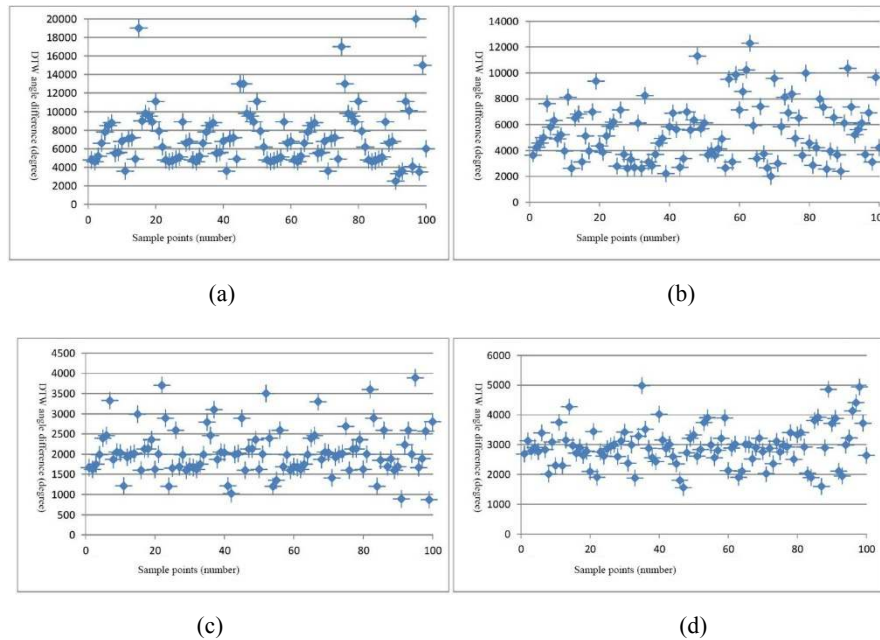 DTW angle difference (degree)
20000
18000
16000
14000
12000
10000
8000
6000
4000
2000
0
0 20 40 60 80 100
Sample points (number)
(a)
DTW angle difference (degree)
14000
12000
10000
8000
6000
4000
2000
0
0 20 40 60 80 100
Sample points (number)
(b)
DTW angle difference (degree)
4500
4000
3500
3000
2500
2000
1500
1000
500
0
0 20 40 60 80 100
Sample points (number)
(c)
DTW angle difference (degree)
6000
5000
4000
3000
2000
1000
0
0 20 40 60 80 100
Sample points (number)
(d)